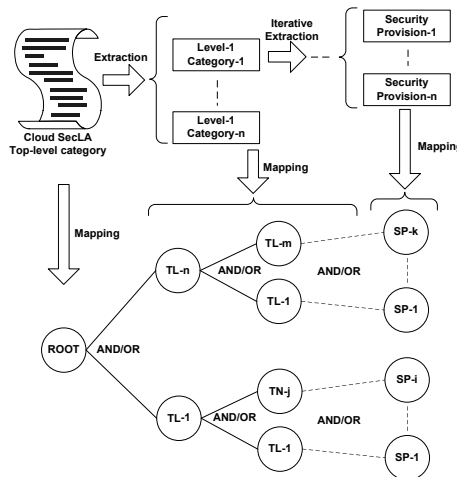 Extraction
Level-1
Category-1
Level-1
Category-n
Iterative
Extraction
Security
Provision-1
Security
Provision-n
Cloud SecLA
Top-level category
Mapping
Mapping
Mapping
TL-m
SP-k
TL-n
AND/OR
AND/OR
TL-1
SP-1
ROOT
AND/OR
TN-j
SP-i
TL-1
AND/OR
AND/OR
TL-1
SP-1